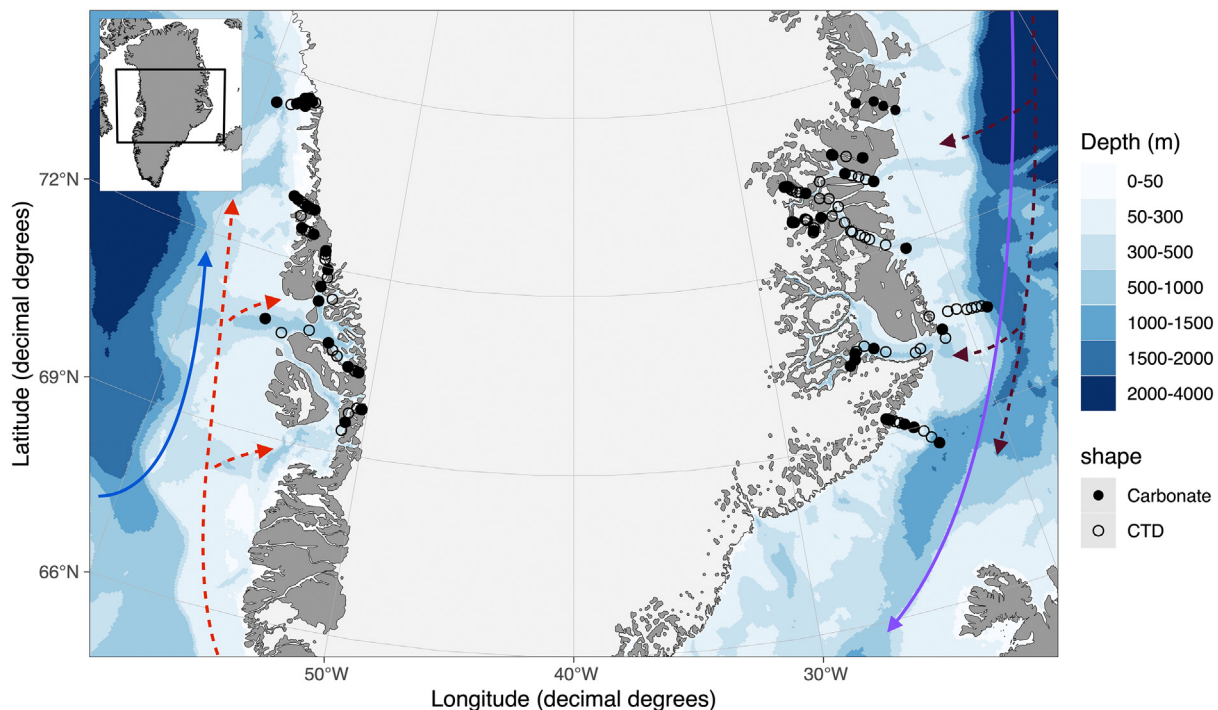 72°N
69°N
66°N
Latitude (decimal degrees)
50°W
40°W
30°W
Longitude (decimal degrees)
Depth (m)
0-50
50-300
300-500
500-1000
1000-1500
1500-2000
2000-4000
shape
Carbonate
CTD